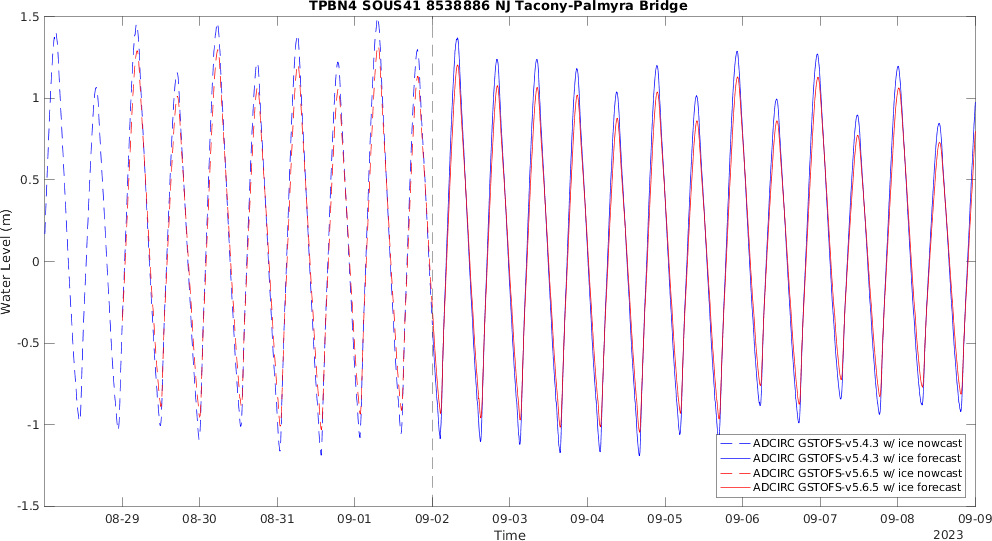 TPBN4 SOUS41 8538886 NJ Tacony-Palmyra Bridge
1.5
1
0.5
0
-0.5
-1
-1.5
Water Level (m)
08-29 08-30 08-31 09-01 09-02 09-03 09-04 09-05 09-06 09-07 09-08 09-09
Time
2023
ADCIRC GSTOFS-v5.4.3 w/ ice nowcast
ADCIRC GSTOFS-v5.4.3 w/ ice forecast
ADCIRC GSTOFS-v5.6.5 w/ ice nowcast
ADCIRC GSTOFS-v5.6.5 w/ ice forecast